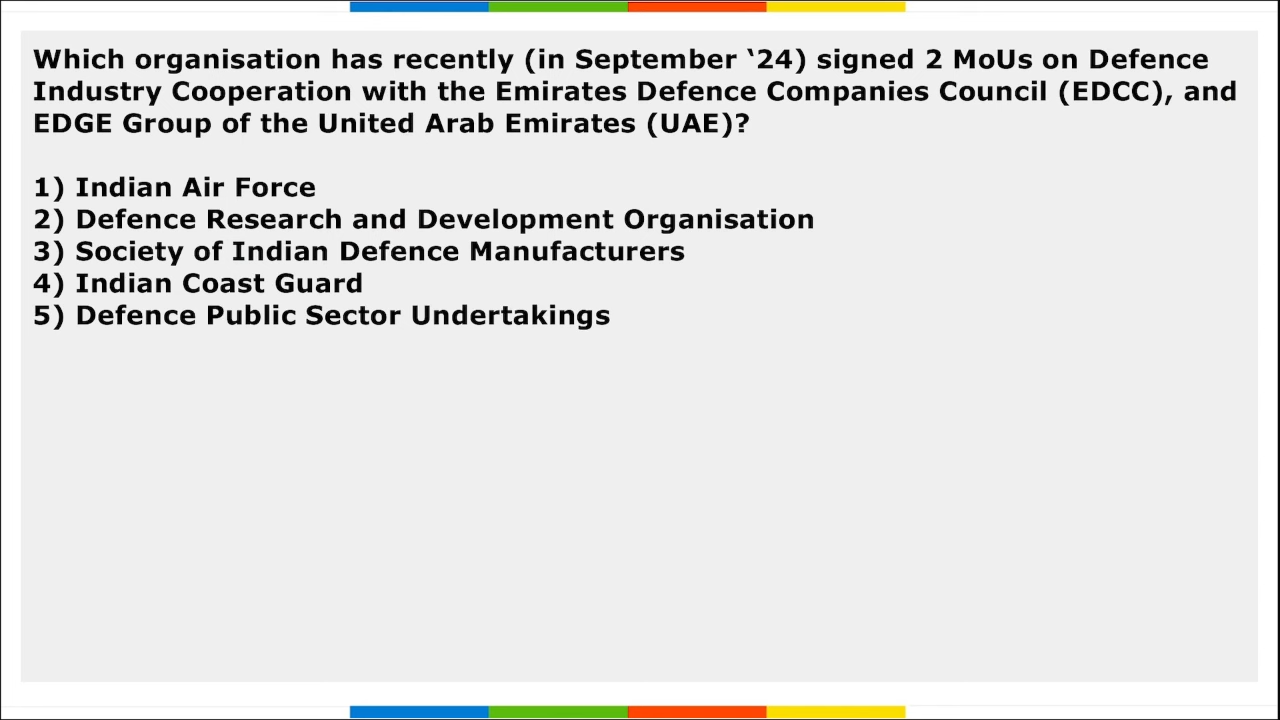 Which organisation has recently (in September ‘24) signed 2 MoUs on Defence
Industry Cooperation with the Emirates Defence Companies Council (EDCC), and
EDGE Group of the United Arab Emirates (UAE)?
1) Indian Air Force
2) Defence Research and Development Organisation
3) Society of Indian Defence Manufacturers
4) Indian Coast Guard
5) Defence Public Sector Undertakings